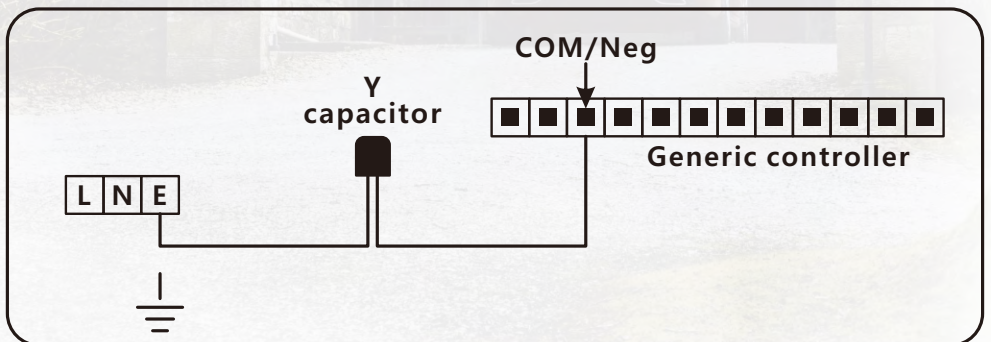 COM/Neg
Y
capacitor
Generic controller
L N E